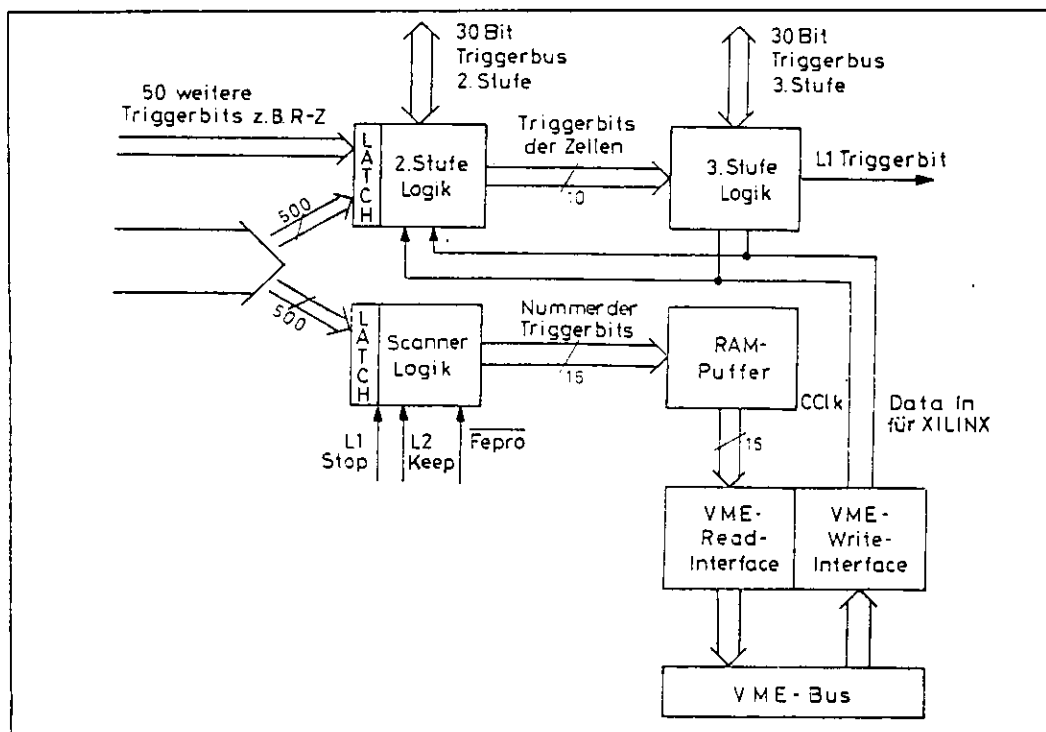 30 Bit
Triggerbus
2. Stufe
30 Bit
Triggerbus
3. Stufe
50 weitere
Triggerbits z.B. R-Z
LATCH
2. Stufe
Logik
Triggerbits
der Zellen
10
3. Stufe
Logik
L1 Triggerbit
500
500
LATCH
Scanner
Logik
Nummer der
Triggerbits
15
RAM-
Puffer
CClk
Data in
für XILINX
L1
Stop
L2
Keep
Fepro
15
VME-
Read-
Interface
VME-
Write-
Interface
VME-Bus